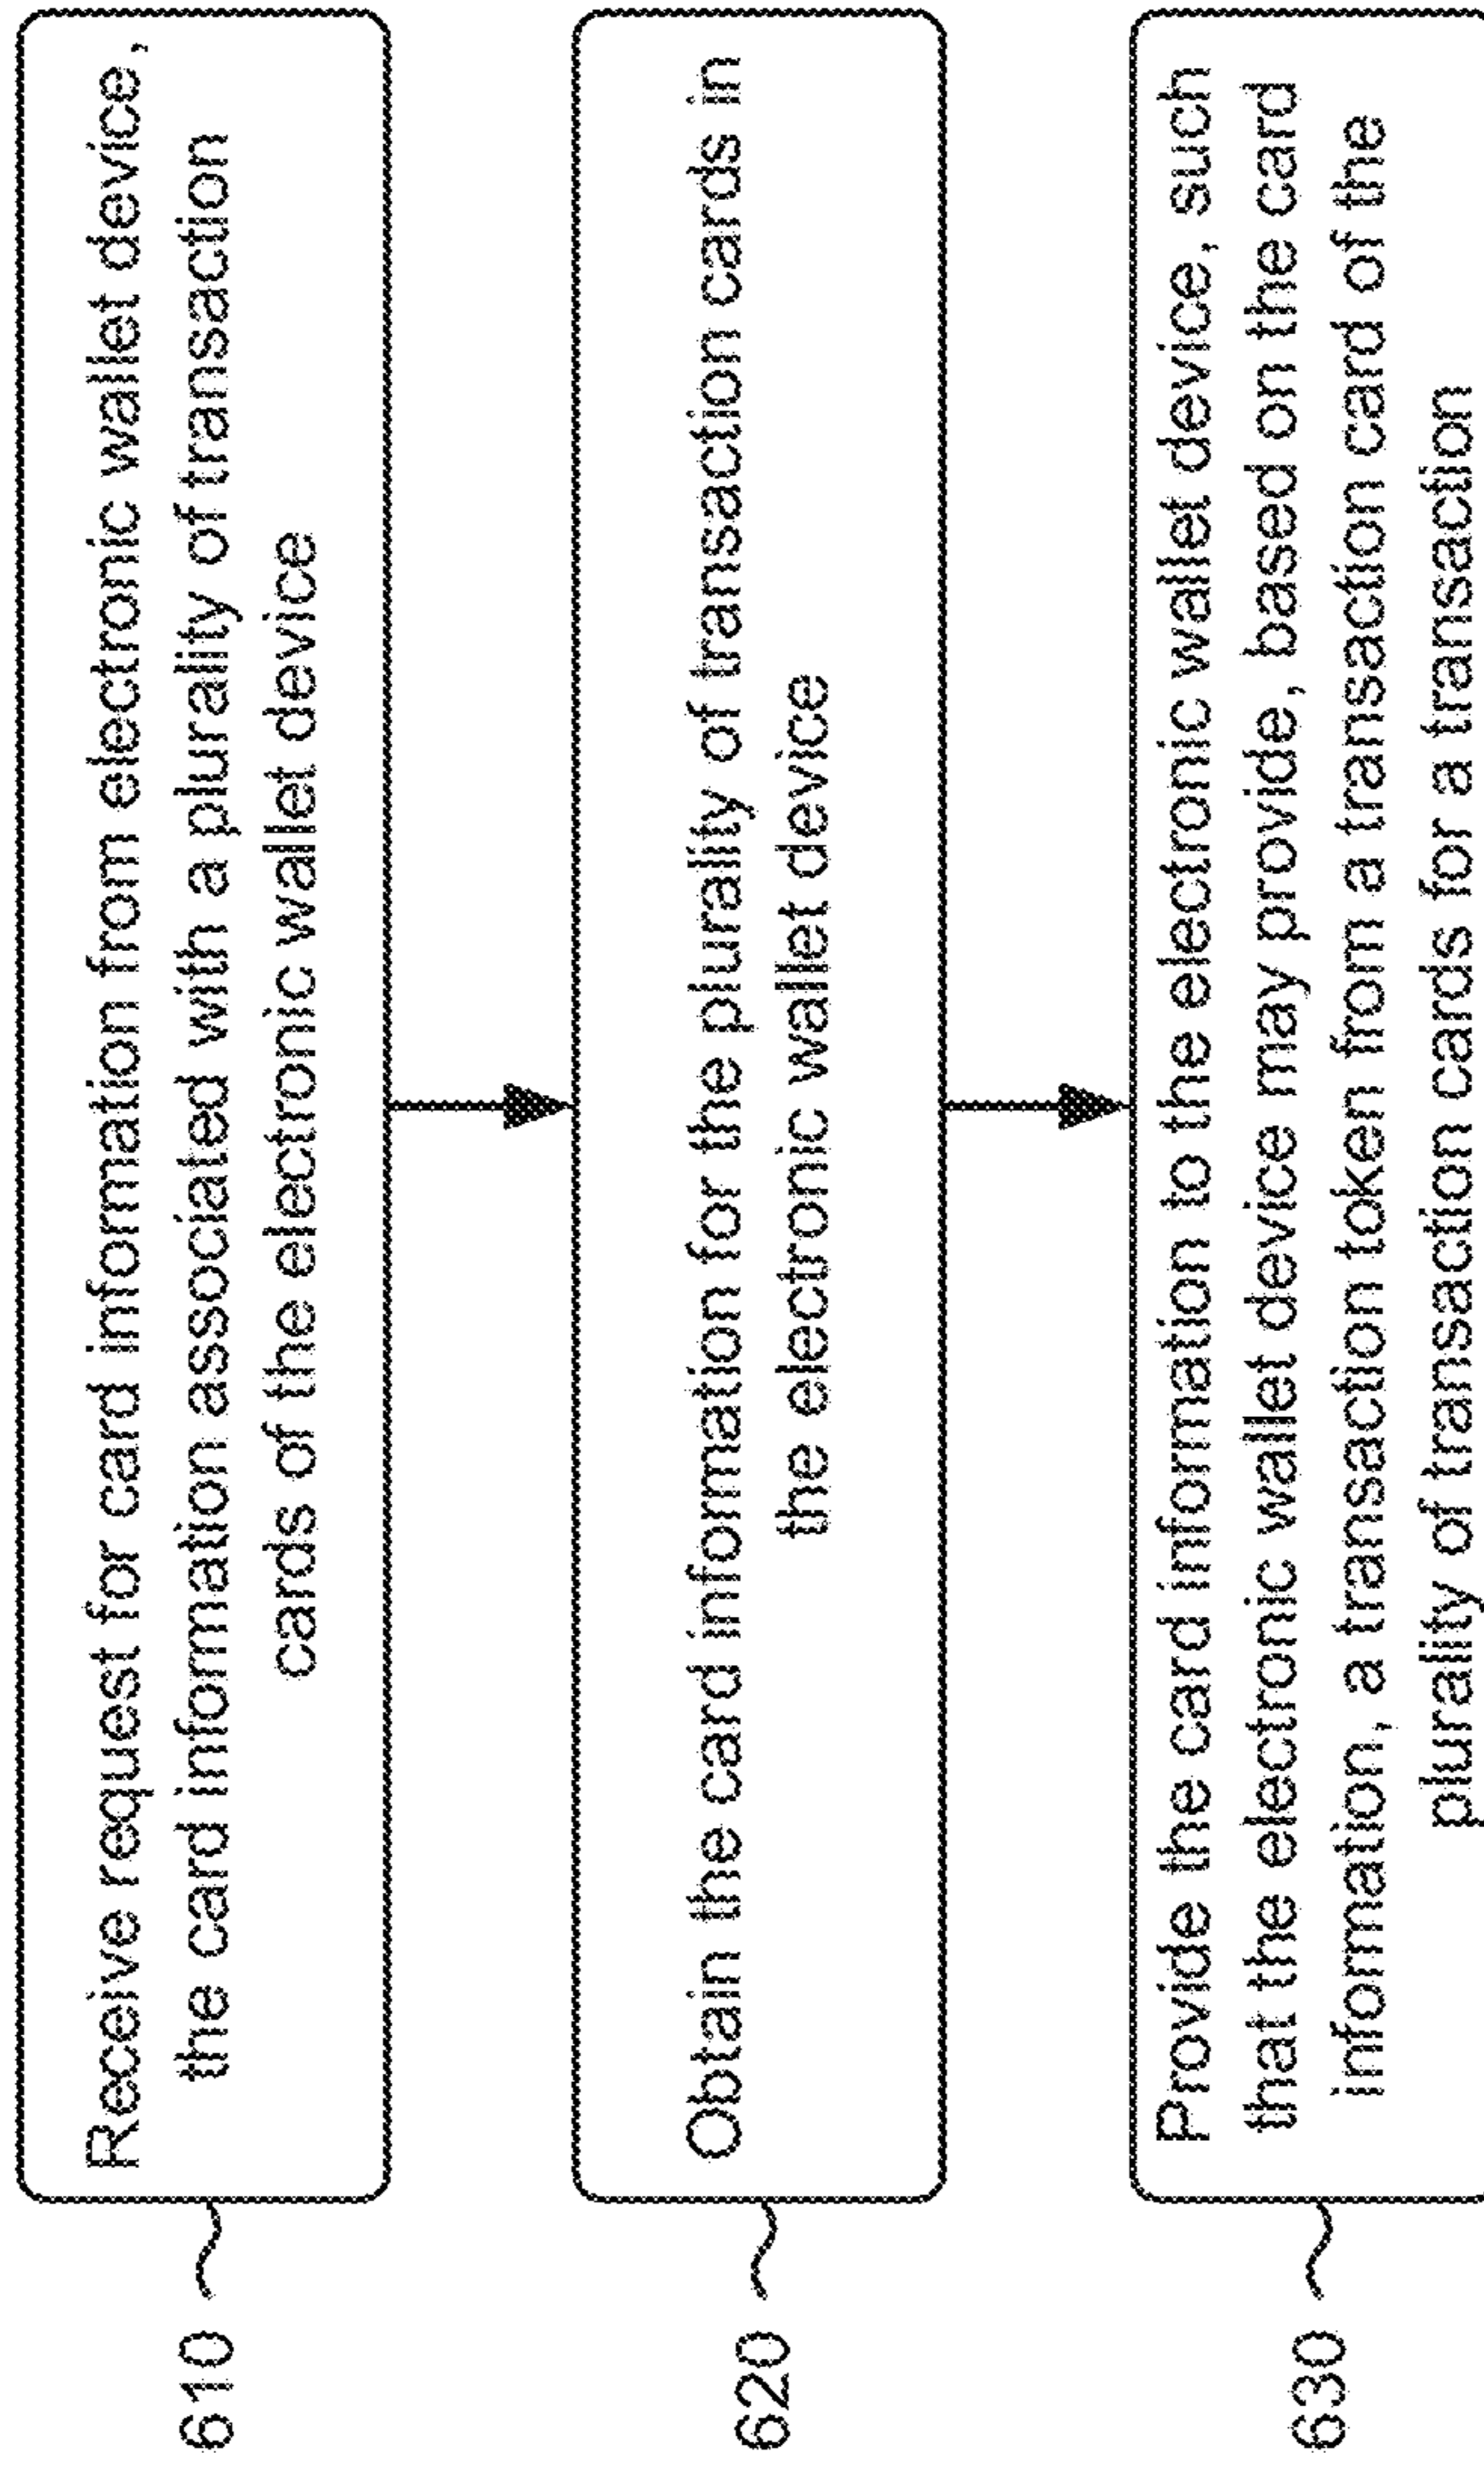 610
Receive request for card information from electronic wallet device,
the card information associated with a plurality of transaction
cards of the electronic wallet device
620
Obtain the card information for the plurality of transaction cards in
the electronic wallet device
630
Provide the card information to the electronic wallet device, such
that the electronic wallet device may provide, based on the card
information, a transaction token from a transaction card of the
plurality of transaction cards for a transaction